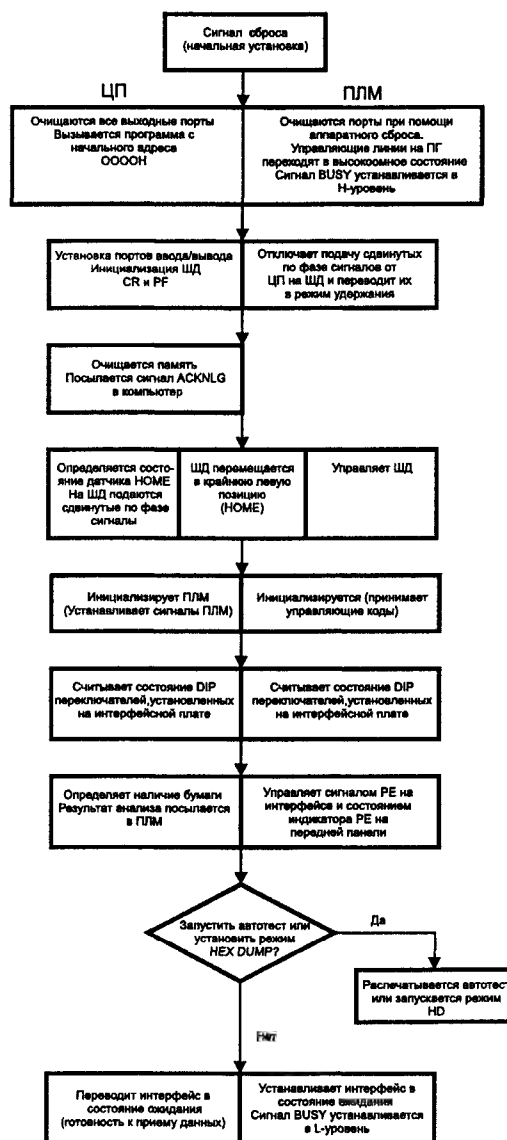 Сигнал сброса
(начальная установка)
ЦП
ПЛМ
Очищаются все выходные порты
Вызывается программа с
начального адреса
OOOOH
Очищаются порты при помощи
аппаратного сброса.
Управляющие линии на ПГ
переходят в высокоомное состояние
Сигнал BUSY устанавливается в
Н-уровень
Установка портов ввода/вывода
Инициализация ШД
CR и PF
Отключает подачу сдвинутых
по фазе сигналов от
ЦП на ШД и переводит их
в режим удержания
Очищается память
Посылается сигнал ACKNLG
в компьютер
Определяется состо-
яние датчика HOME
На ШД подаются
сдвинутые по фазе
сигналы
ШД перемещается
в крайнюю левую
позицию
(HOME)
Управляет ШД
Инициализирует ПЛМ
(Устанавливает сигналы ПЛМ)
Инициализируется (принимает
управляющие коды)
Считывает состояние DIP
переключателей,установленных
на интерфейсной плате
Считывает состояние DIP
переключателей,установленных
на интерфейсной плате
Определяет наличие бумаги
Результат анализа посылается
в ПЛМ
Управляет сигналом PE на
интерфейсе и состоянием
индикатора PE на
передней панели
Запустить автотест или
установить режим
HEX DUMP?
Да
Распечатывается автотест
или запускается режим
HD
Нет
Переводит интерфейс в
состояние ожидания
(готовность к приему данных)
Устанавливает интерфейс в
состояние ожидания
Сигнал BUSY устанавливается
в L-уровень